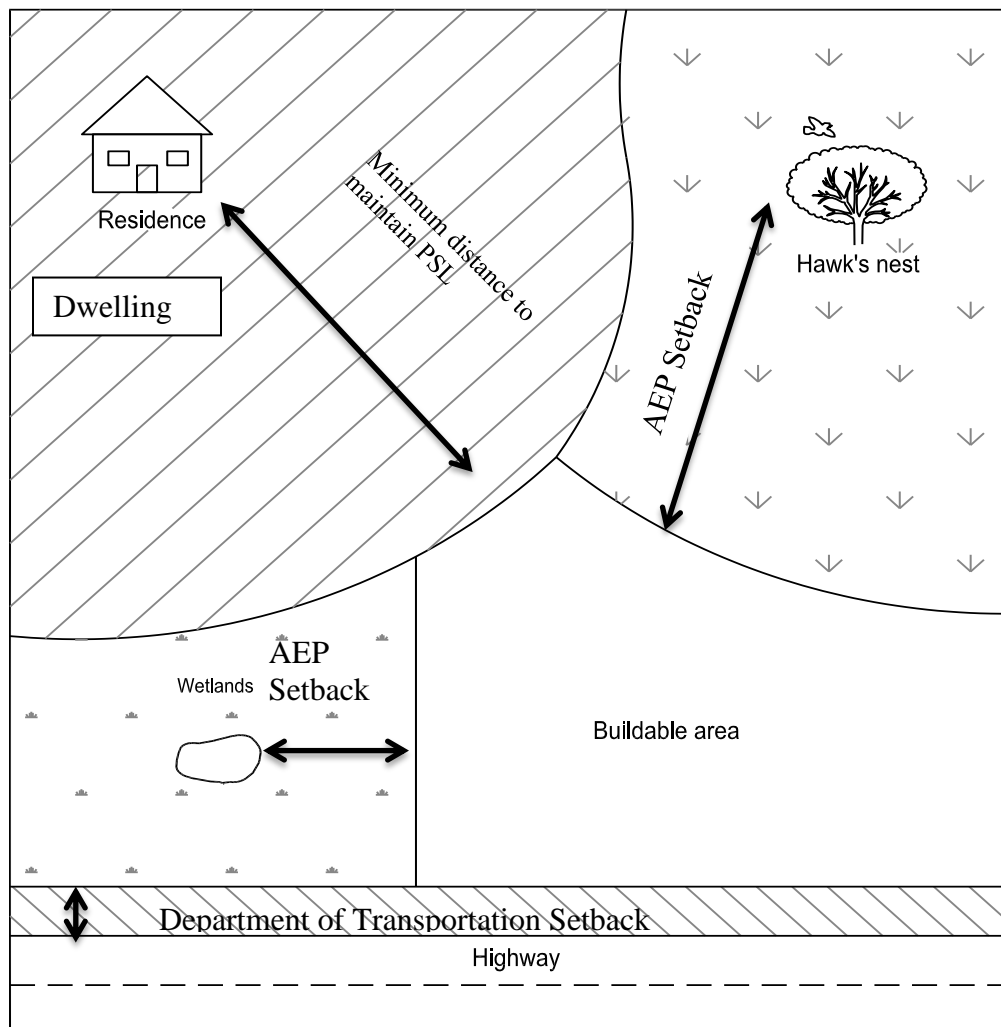 Minimum distance to
maintain PSL
Residence
Hawk's nest
Dwelling
AEP Setback
AEP
Setback
Wetlands
Buildable area
Department of Transportation Setback
Highway